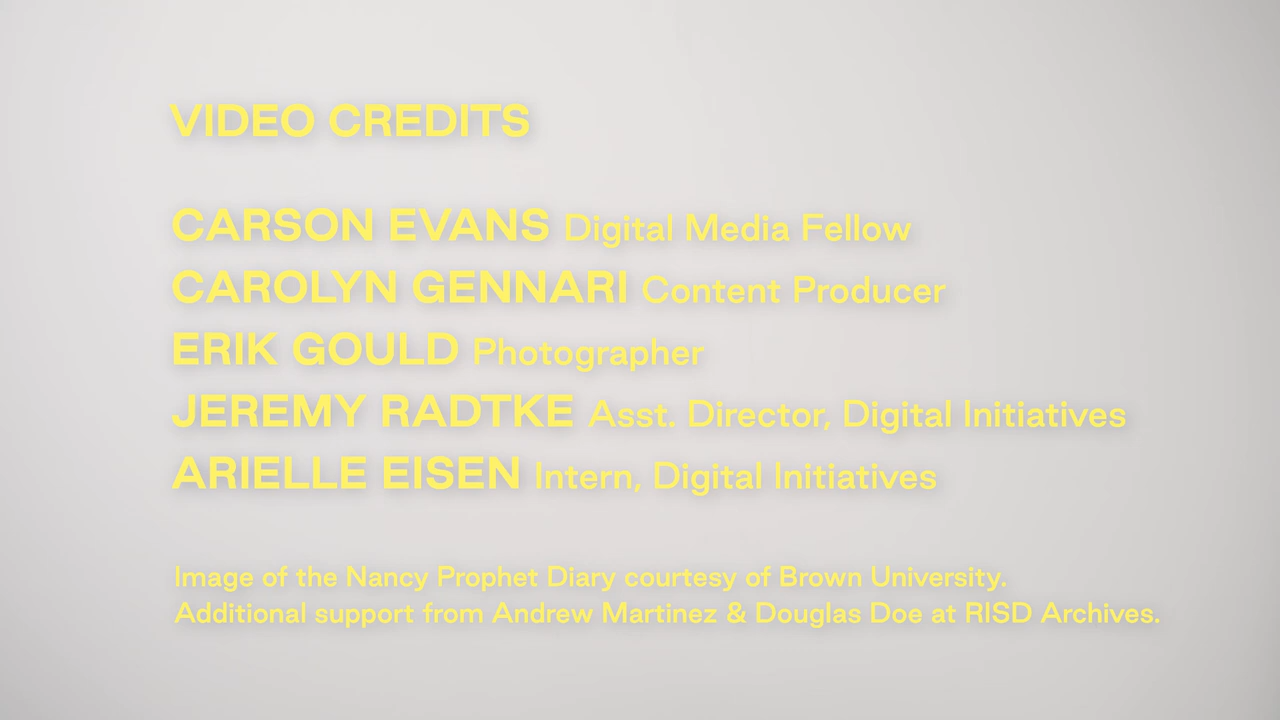 VIDEO CREDITS
CARSON EVANS Digital Media Fellow
CAROLYN GENNARI Content Producer
ERIK GOULD Photographer
JEREMY RADTKE Asst. Director, Digital Initiatives
ARIELLE EISEN Intern, Digital Initiatives
Image of the Nancy Prophet Diary courtesy of Brown University.
Additional support from Andrew Martinez & Douglas Doe at RISD Archives.